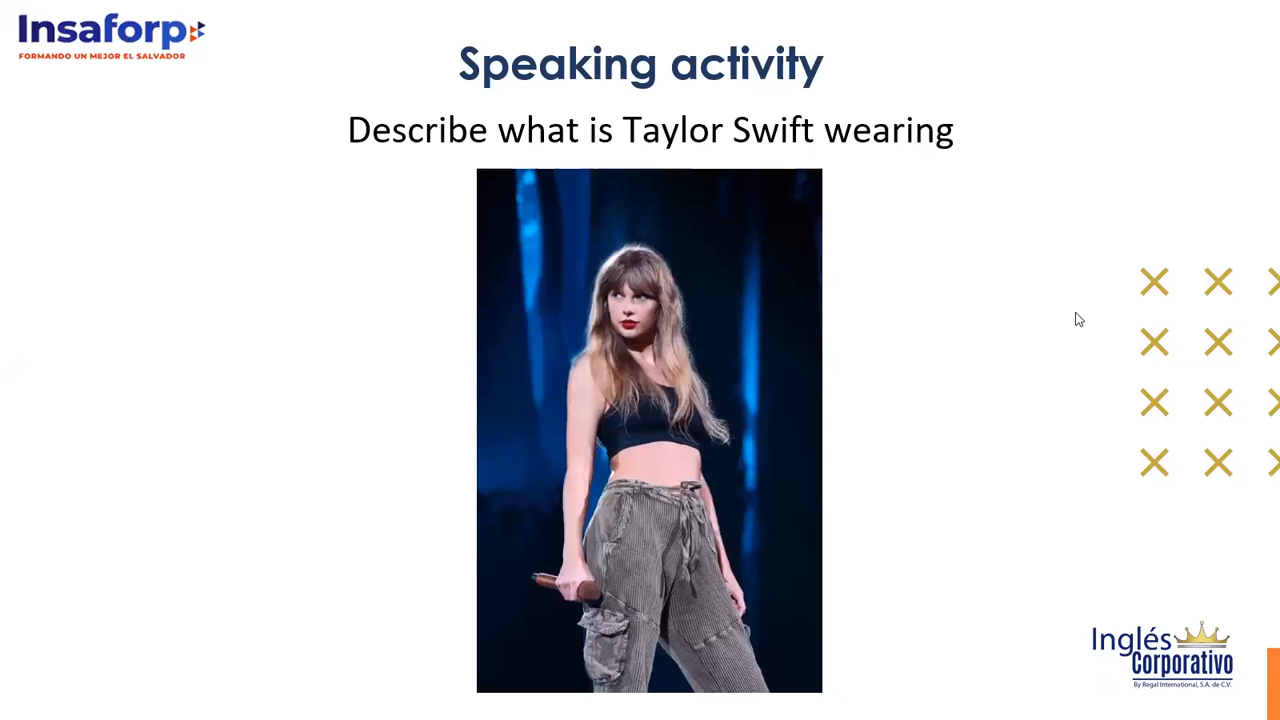 Insaforp
FORMANDO UN MEJOR EL SALVADOR
Speaking activity
Describe what is Taylor Swift wearing
Inglés
Corporativo
By Regal International, S.A. de C.V.